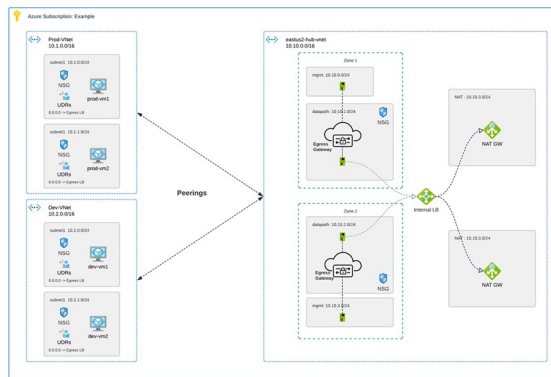 Azure Subscription: Example
Prod-VNet
10.1.0.0/16
subnet1 10.1.0.0/24
NSG
UDRs
prod-vm1
0.0.0.0 -> Egress LB
subnet1 10.1.1.0/24
NSG
UDRs
prod-vm2
0.0.0.0 -> Egress LB
Dev-VNet
10.2.0.0/16
subnet1 10.2.0.0/24
NSG
UDRs
dev-vm1
0.0.0.0 -> Egress LB
subnet1 10.2.1.0/24
NSG
UDRs
dev-vm2
0.0.0.0 -> Egress LB
Peerings
eastus2-hub-vnet
10.10.0.0/16
Zone 1
mgmt: 10.10.0.0/24
datapath: 10.10.1.0/24
NSG
Egress
Gateway
Zone 2
datapath: 10.10.2.0/24
Egress
Gateway
NSG
mgmt: 10.10.3.0/24
Internal LB
NAT : 10.10.3.0/24
NAT GW
NAT : 10.10.3.0/24
NAT GW